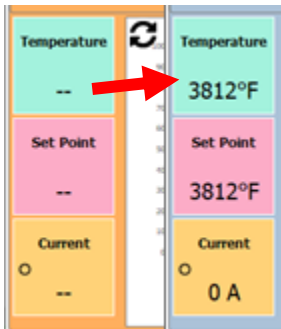 Temperature
--
Set Point
--
Current
--
Temperature
3812°F
Set Point
3812°F
Current
0 A